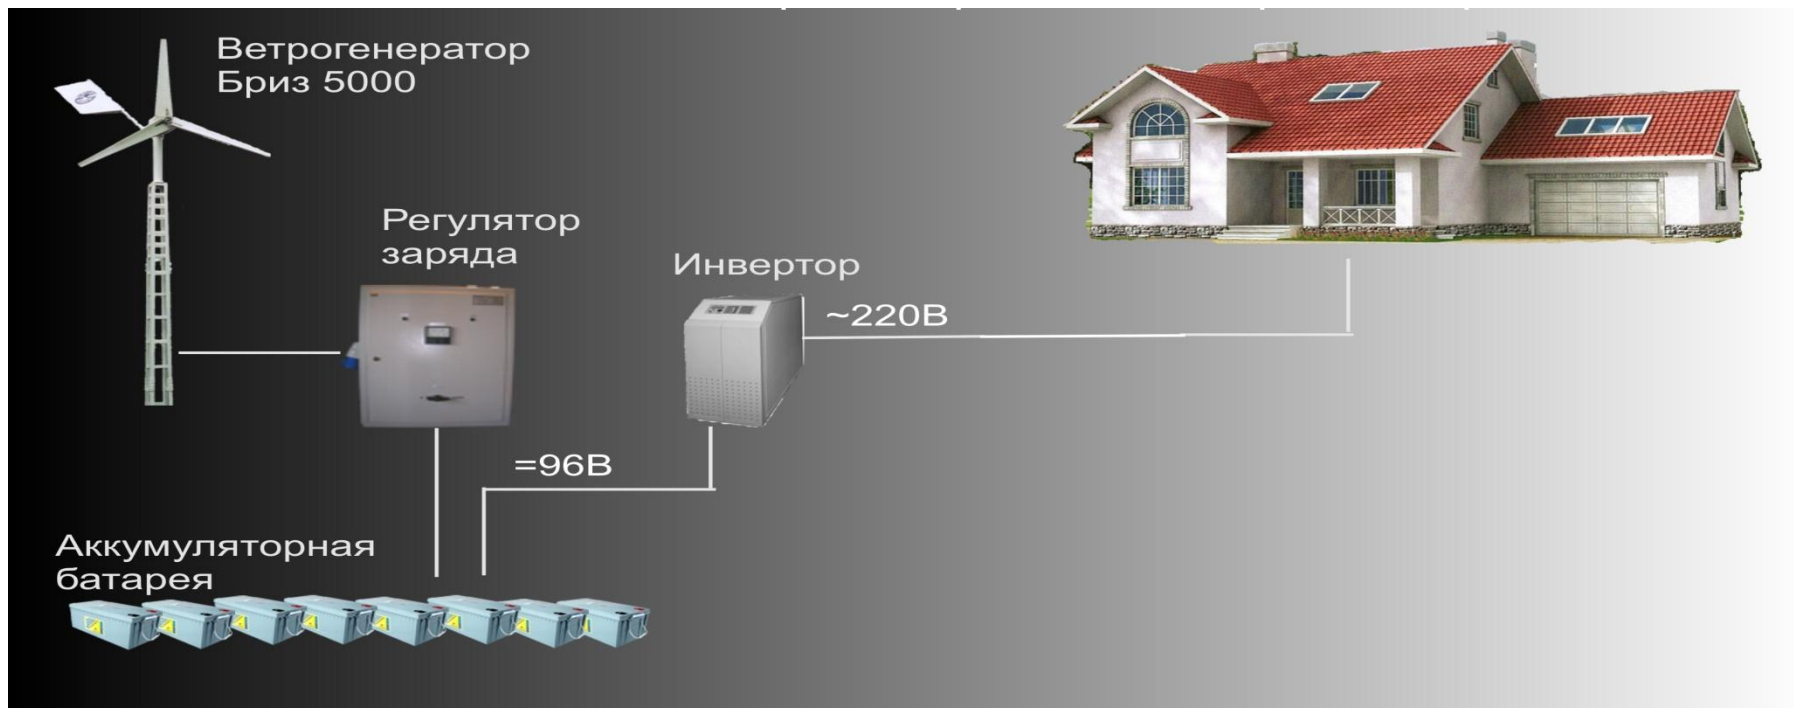 Ветрогенератор
Бриз 5000
Регулятор
заряда
Инвертор
~220В
=96В
Аккумуляторная
батарея